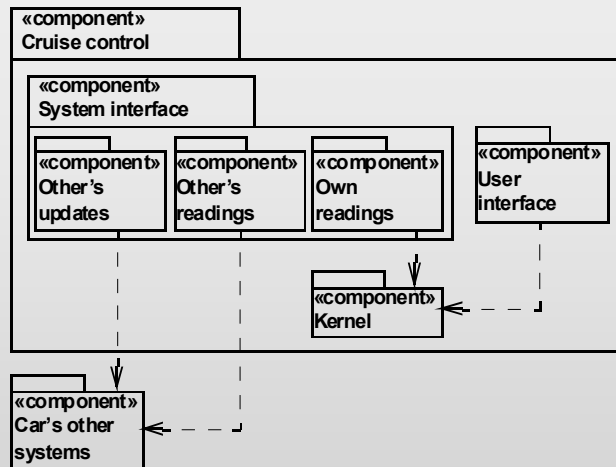 «component»
Cruise control
«component»
System interface
«component»
Other's
updates
«component»
Other's
readings
«component»
Own
readings
«component»
User
interface
«component»
Kernel
«component»
Car's other
systems